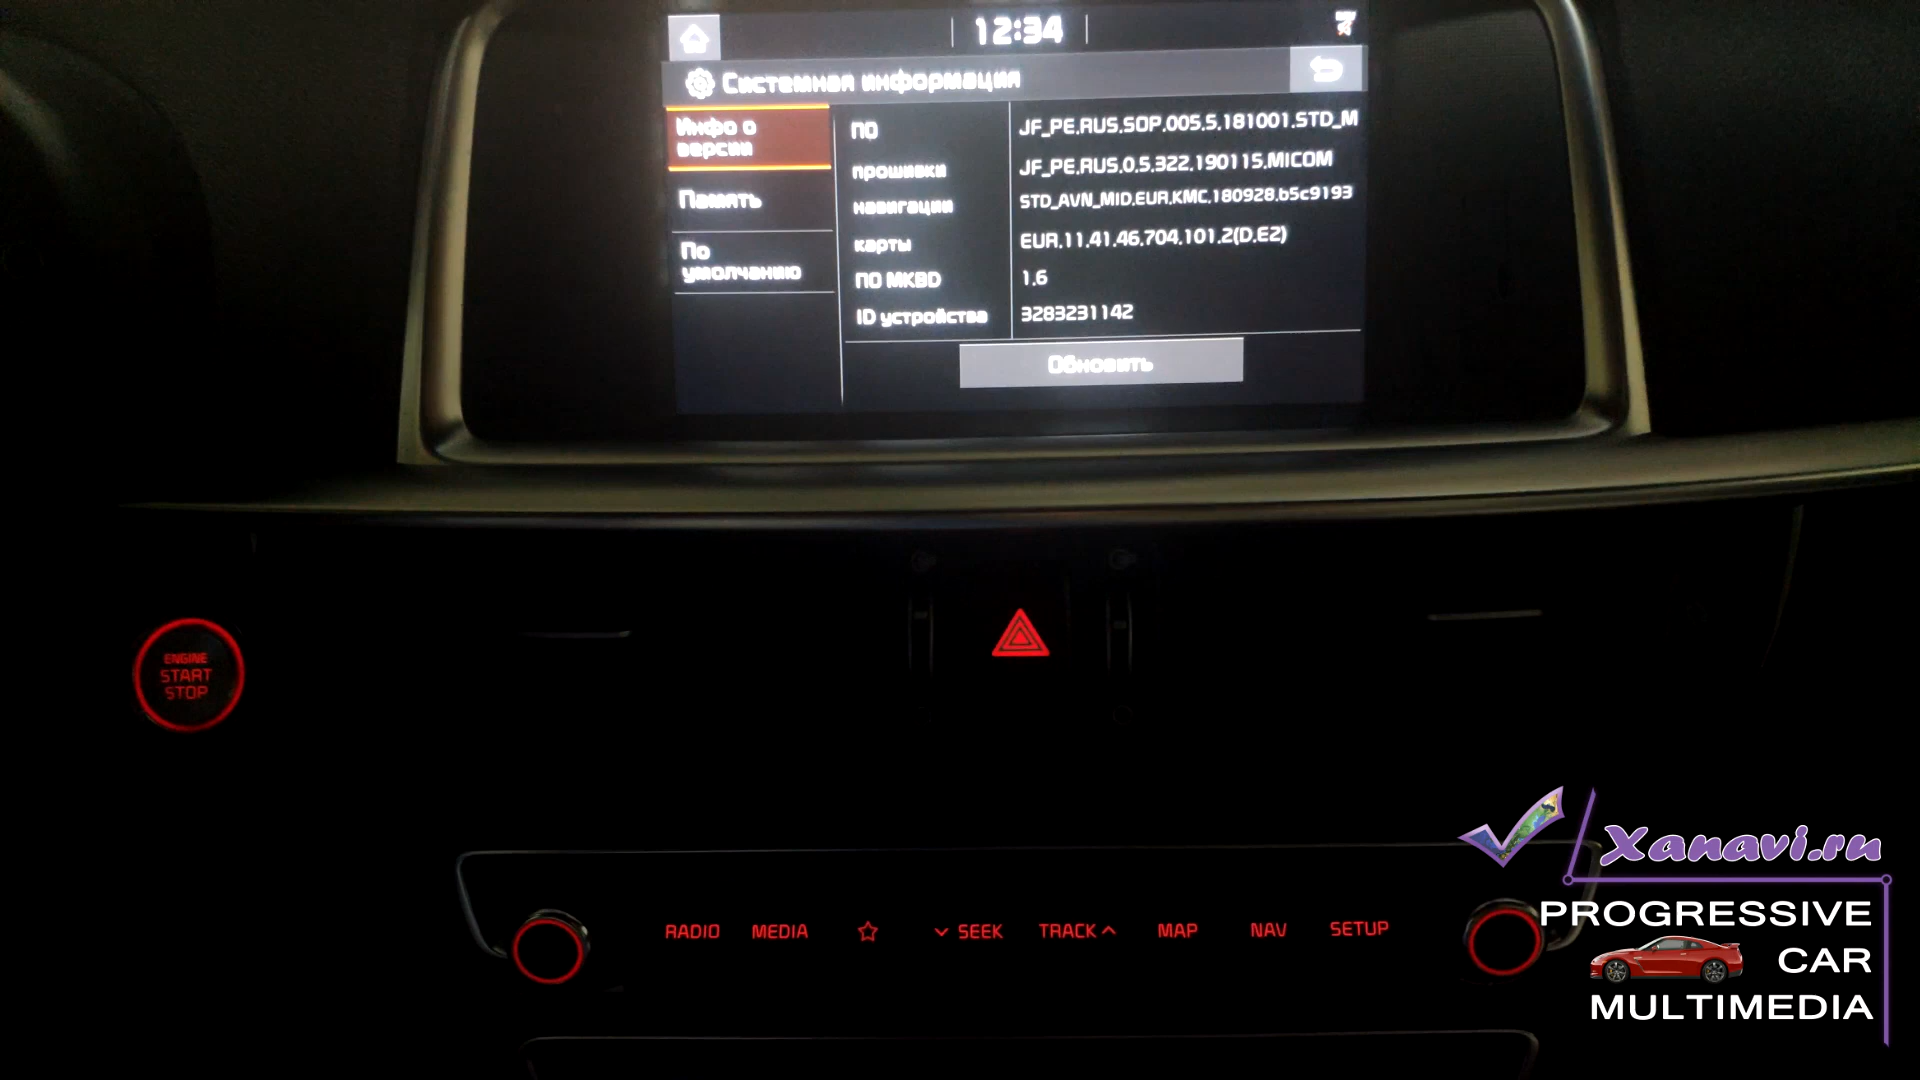 12:34
Системная информация
Инфо о
версии
Память
По
умолчанию
ПО JF_PE.RUS.SOP.005.5.181001.STD_M
прошивки JF_PE.RUS.0.5.322.190115.MICOM
навигации STD_AVN_MID.EUR.KMC.180928.b5c9193
карты EUR.11.41.46.704.101.2(D.E2)
ПО MKBD 1.6
ID устройства 3283231142
Обновить
ENGINE
START
STOP
RADIO MEDIA SEEK TRACK MAP NAV SETUP
Xanavi.ru
PROGRESSIVE
CAR
MULTIMEDIA